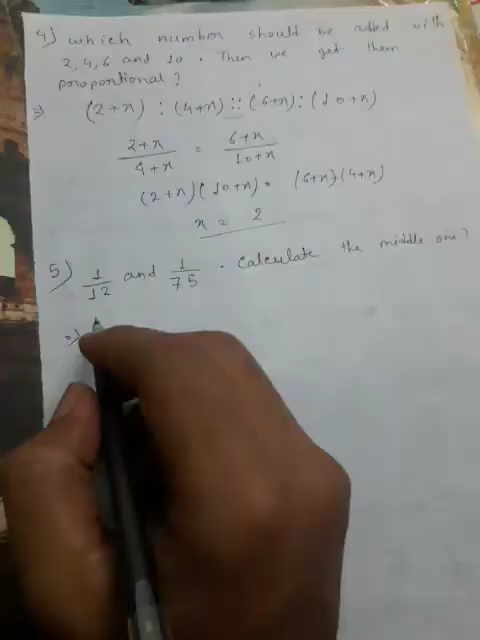 4) which number should be added with
2, 4, 6 and 10. Then we get them
proportional?
⇒ (2+x) : (4+x) :: (6+x) : (10+x)
2+x/4+x = 6+x/10+x
(2+x)(10+x) = (6+x)(4+x)
x = 2
5) 1/12 and 1/75 . Calculate the middle one?
⇒